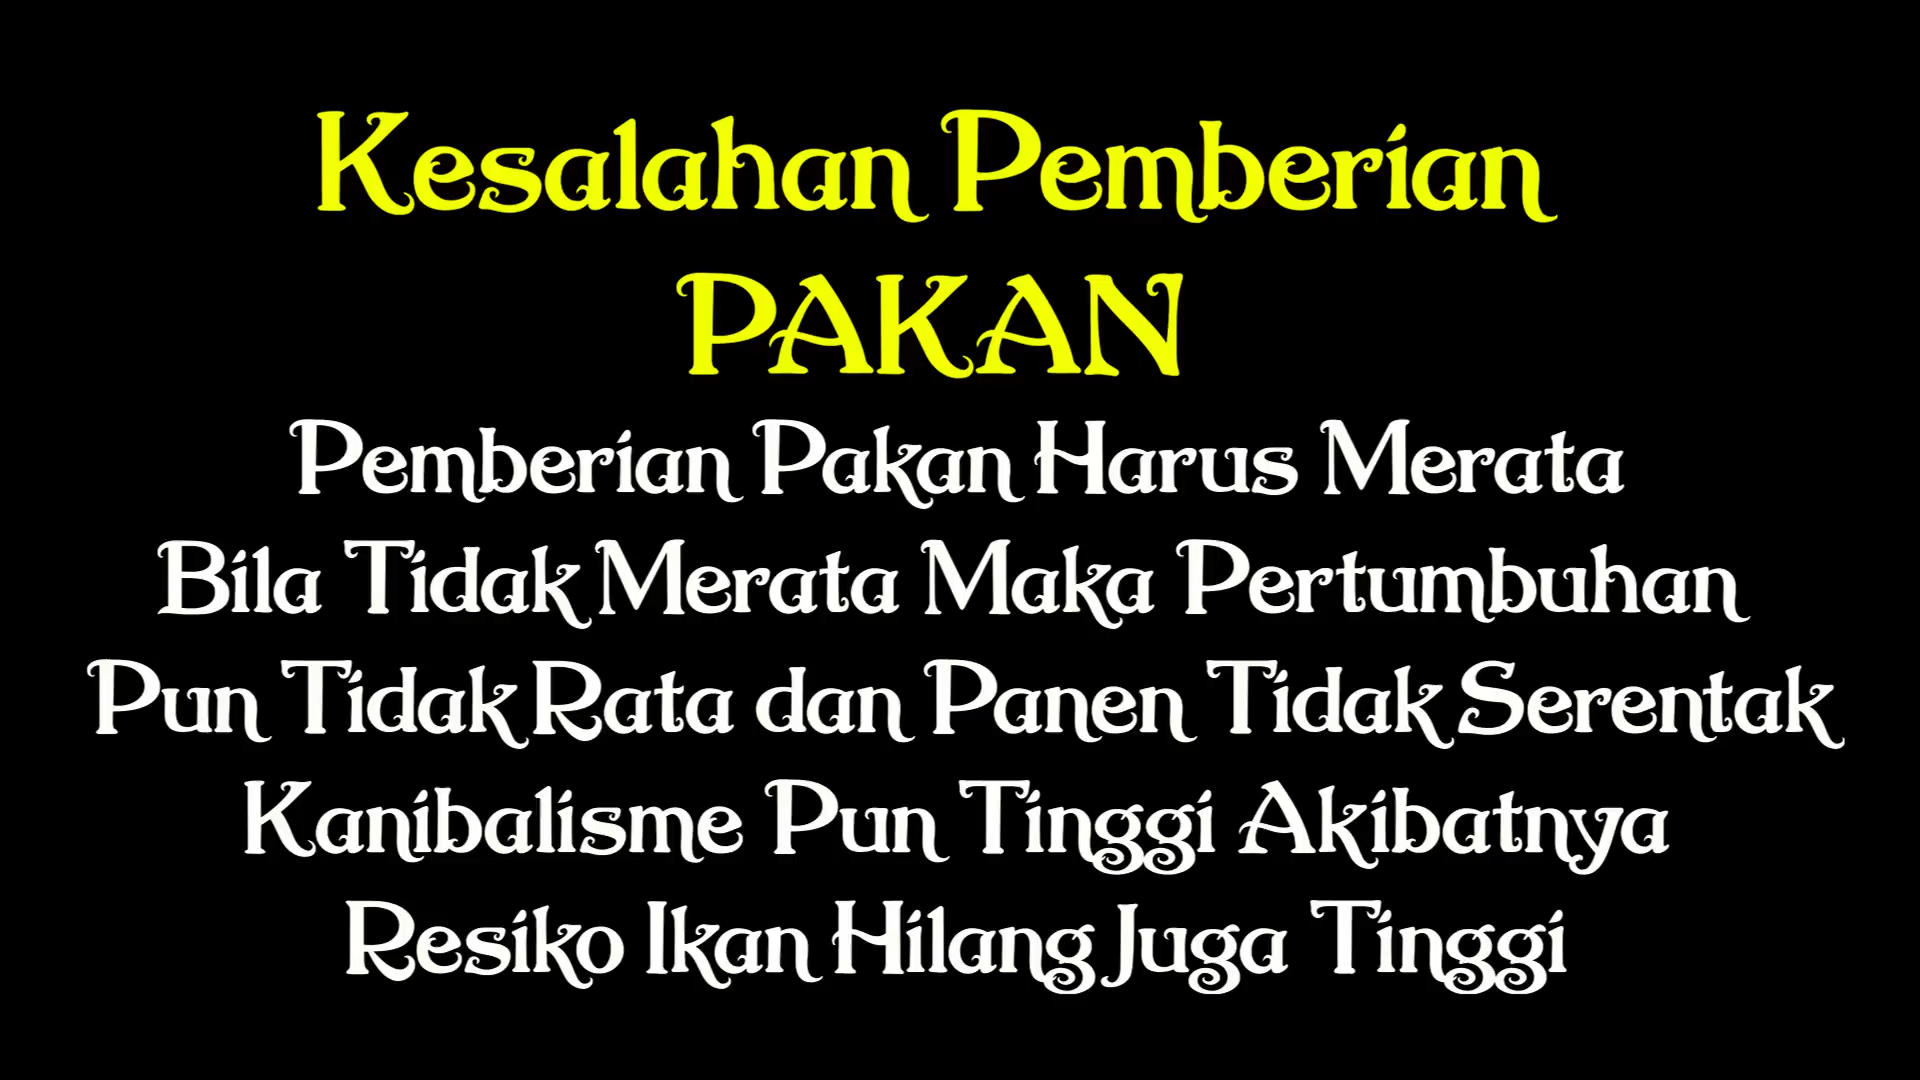 Kesalahan Pemberian
PAKAN
Pemberian Pakan Harus Merata
Bila Tidak Merata Maka Pertumbuhan
Pun Tidak Rata dan Panen Tidak Serentak
Kanibalisme Pun Tinggi Akibatnya
Resiko Ikan Hilang Juga Tinggi